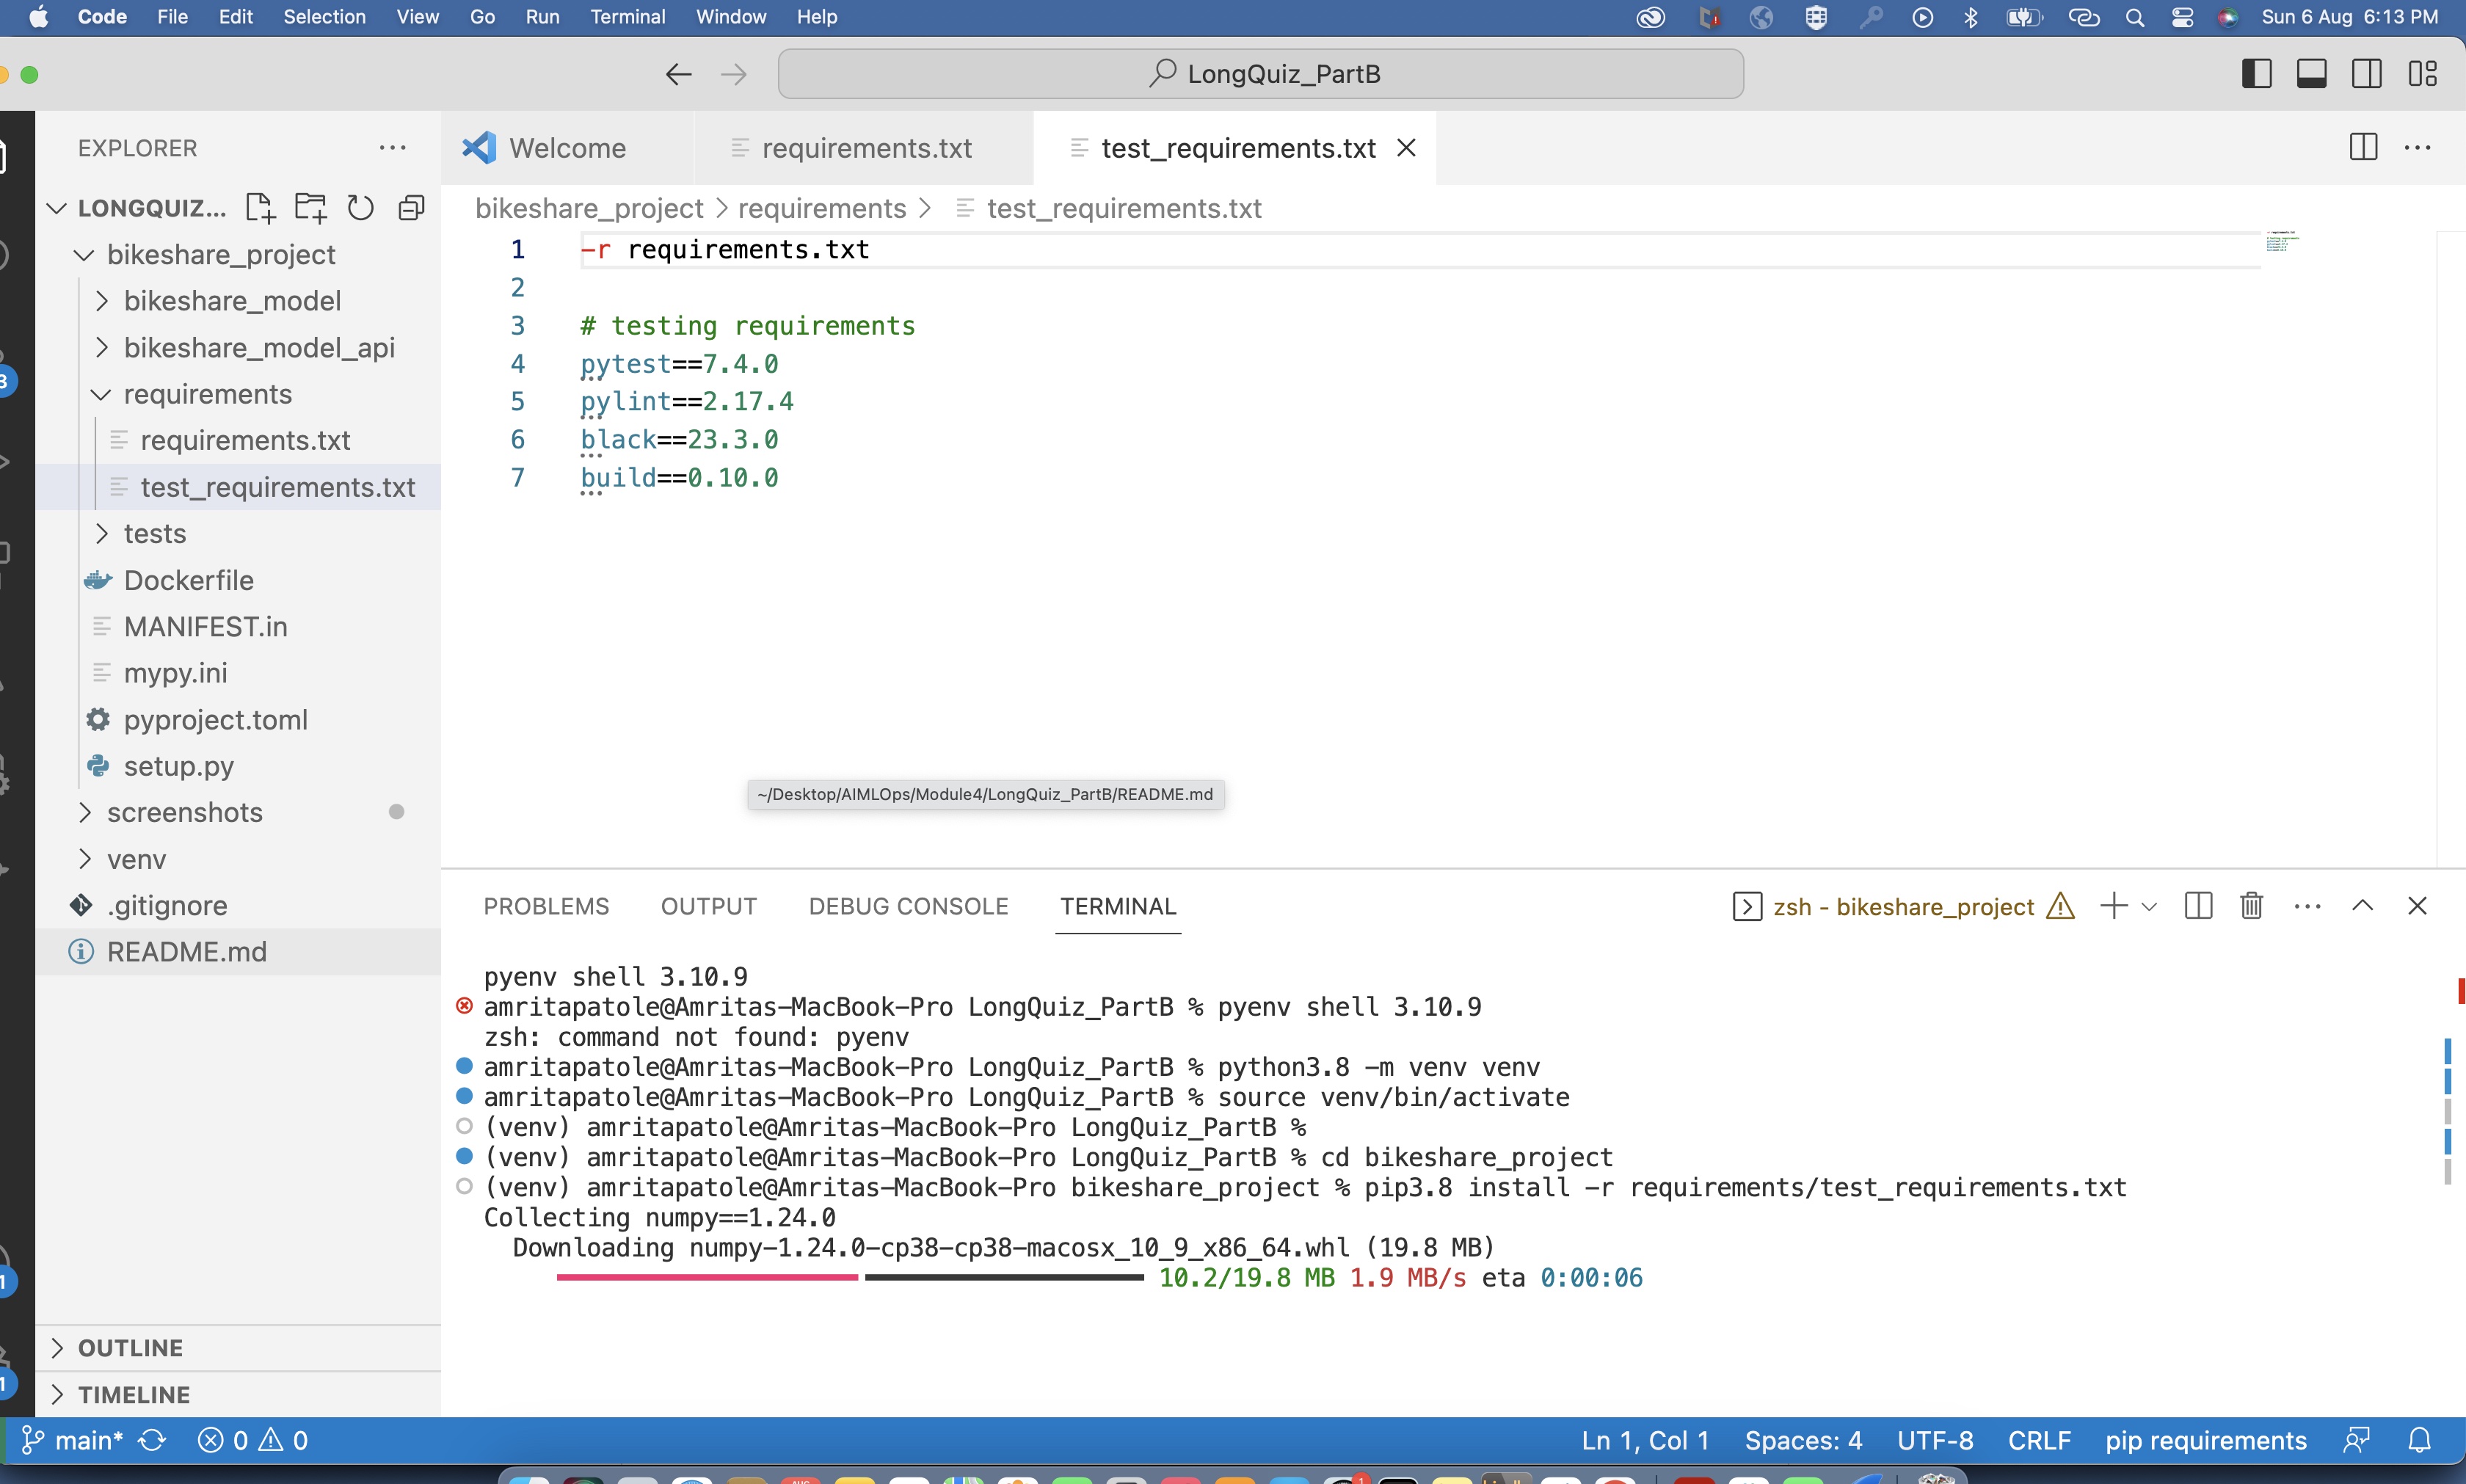 Code File Edit Selection View Go Run Terminal Window Help Sun 6 Aug 6:13 PM
LongQuiz_PartB
EXPLORER
LONGQUIZ...
bikeshare_project
bikeshare_model
bikeshare_model_api
requirements
requirements.txt
test_requirements.txt
tests
Dockerfile
MANIFEST.in
mypy.ini
pyproject.toml
setup.py
screenshots
venv
.gitignore
README.md
OUTLINE
TIMELINE
3
1
1
Welcome requirements.txt test_requirements.txt
bikeshare_project > requirements > test_requirements.txt
1 -r requirements.txt
2
3 # testing requirements
4 pytest==7.4.0
5 pylint==2.17.4
6 black==23.3.0
7 build==0.10.0
~/Desktop/AIMLOps/Module4/LongQuiz_PartB/README.md
PROBLEMS OUTPUT DEBUG CONSOLE TERMINAL zsh - bikeshare_project
pyenv shell 3.10.9
amritapatole@Amritas-MacBook-Pro LongQuiz_PartB % pyenv shell 3.10.9
zsh: command not found: pyenv
amritapatole@Amritas-MacBook-Pro LongQuiz_PartB % python3.8 -m venv venv
amritapatole@Amritas-MacBook-Pro LongQuiz_PartB % source venv/bin/activate
(venv) amritapatole@Amritas-MacBook-Pro LongQuiz_PartB %
(venv) amritapatole@Amritas-MacBook-Pro LongQuiz_PartB % cd bikeshare_project
(venv) amritapatole@Amritas-MacBook-Pro bikeshare_project % pip3.8 install -r requirements/test_requirements.txt
Collecting numpy==1.24.0
Downloading numpy-1.24.0-cp38-cp38-macosx_10_9_x86_64.whl (19.8 MB)
10.2/19.8 MB 1.9 MB/s eta 0:00:06
main* 0 0 Ln 1, Col 1 Spaces: 4 UTF-8 CRLF pip requirements